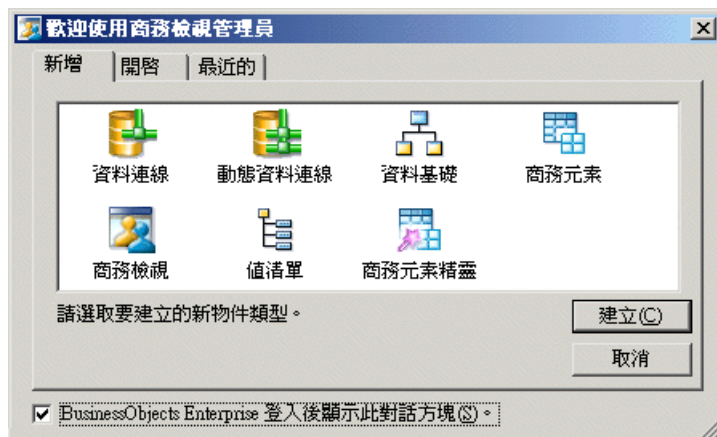 歡迎使用商務檢視管理員
新增 開啓 最近的
資料連線 動態資料連線 資料基礎 商務元素
商務檢視 值清單 商務元素精靈
請選取要建立的新物件類型。
建立(C)
取消
BusinessObjects Enterprise 登入後顯示此對話方塊(S)。